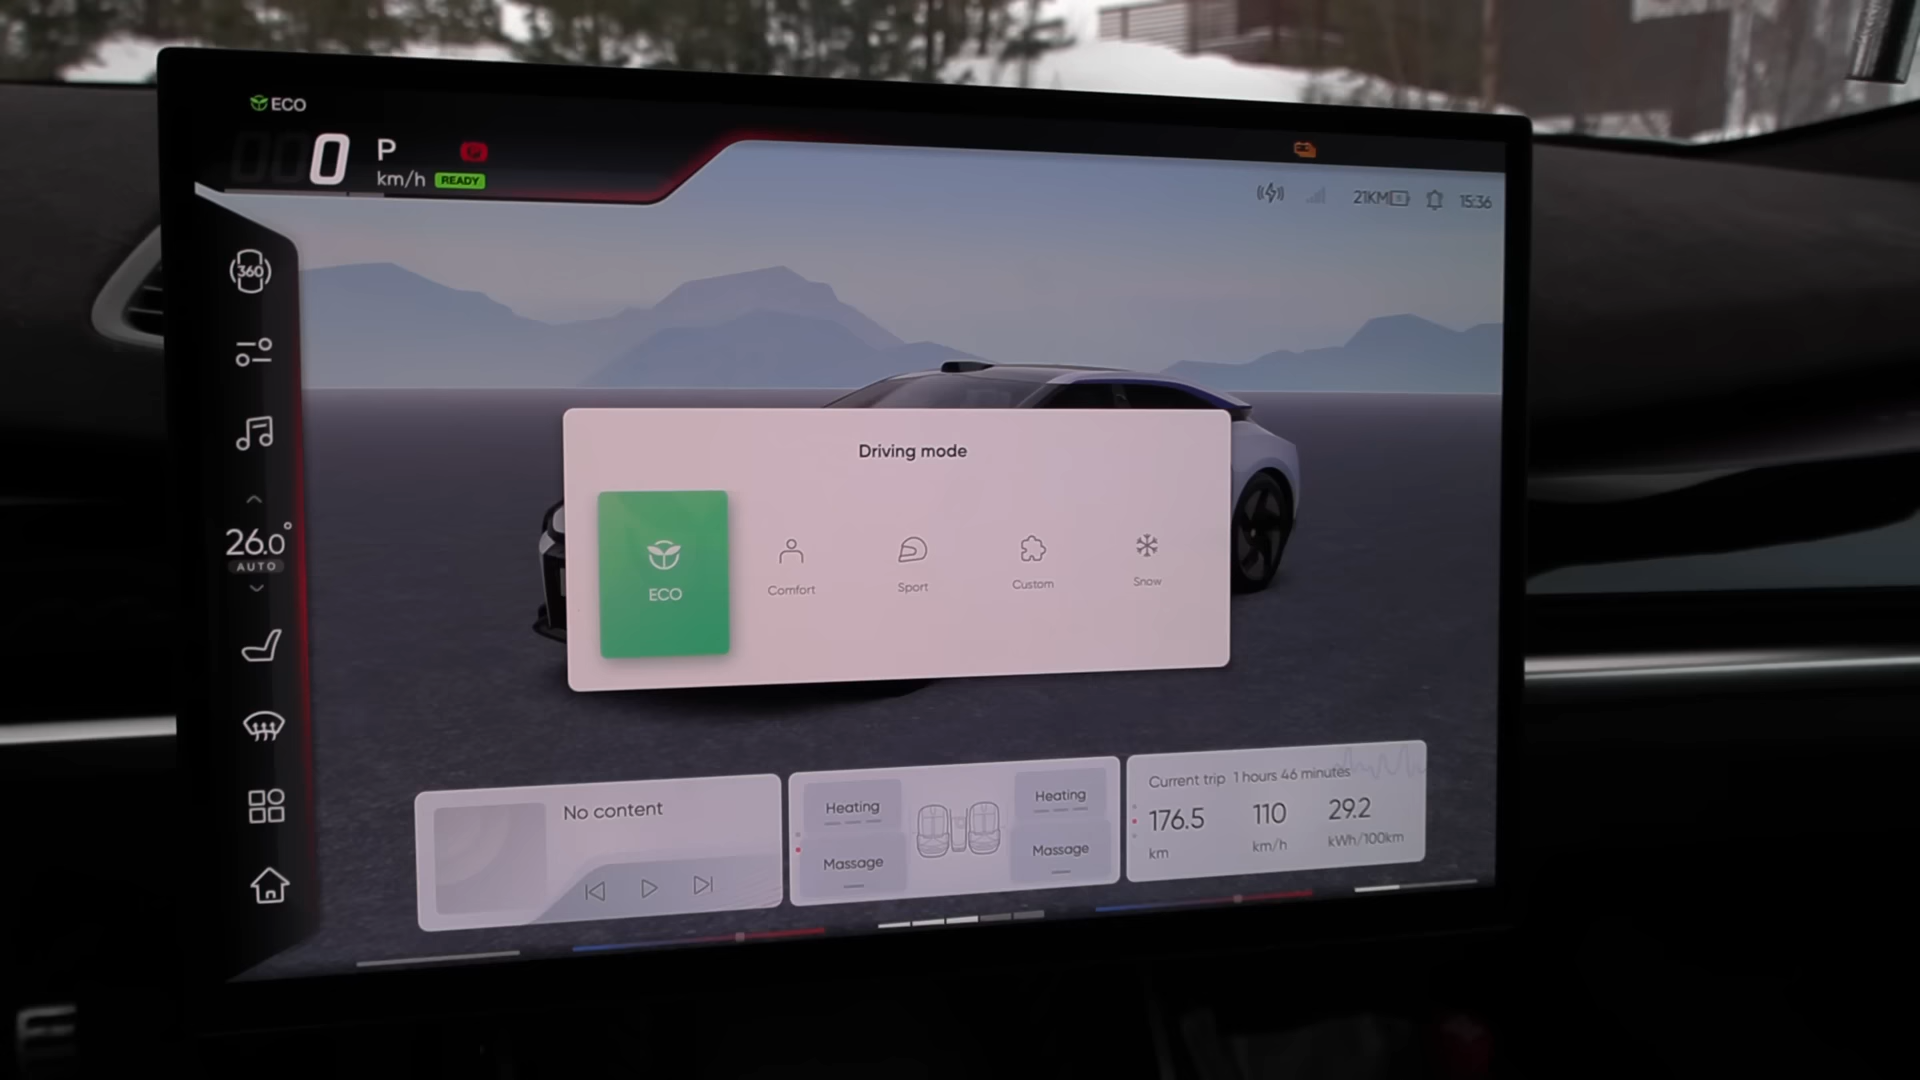 ECO
0 P
km/h READY
21KM 15:36
360
26.0°
AUTO
Driving mode
ECO
Comfort
Sport
Custom
Snow
No content
Heating
Massage
Heating
Massage
Current trip 1 hours 46 minutes
176.5 110 29.2
km km/h kWh/100km